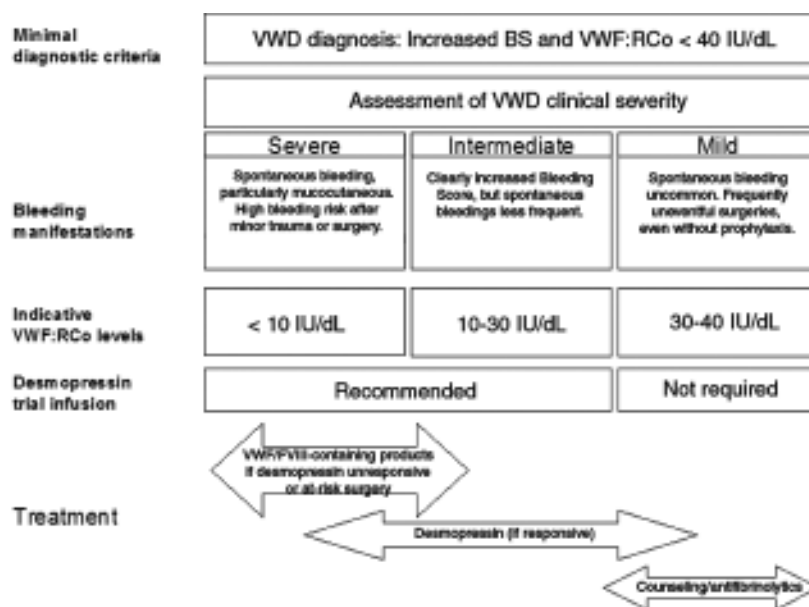 Minimal
diagnostic criteria
VWD diagnosis: Increased BS and VWF:RCo < 40 IU/dL
Assessment of VWD clinical severity
Severe
Intermediate
Mild
Bleeding
manifestations
Spontaneous bleeding,
particularly mucocutaneous.
High bleeding risk after
minor trauma or surgery.
Clearly Increased Bleeding
Score, but spontaneous
bleedings less frequent.
Spontaneous bleeding
uncommon. Frequently
uneventful surgeries,
even without prophylaxis.
Indicative
VWF:RCo levels
< 10 IU/dL
10-30 IU/dL
30-40 IU/dL
Desmopressin
trial infusion
Recommended
Not required
Treatment
VWF/FVIII-containing products
if desmopressin unresponsive
or at-risk surgery
Desmopressin (if responsive)
Counseling/antifibrinolytics